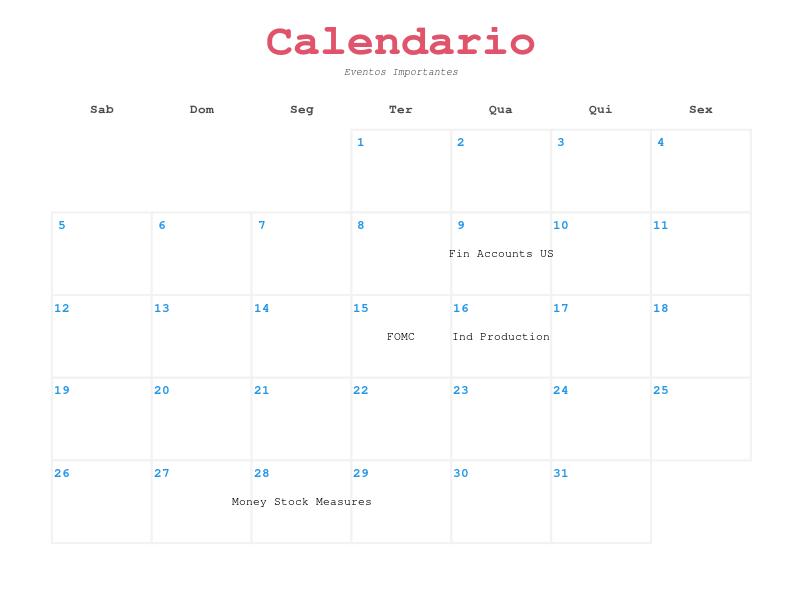 Calendario
Eventos Importantes
Sab Dom Seg Ter Qua Qui Sex
1 2 3 4
5 6 7 8 9 10 11
Fin Accounts US
12 13 14 15 16 17 18
FOMC Ind Production
19 20 21 22 23 24 25
26 27 28 29 30 31
Money Stock Measures